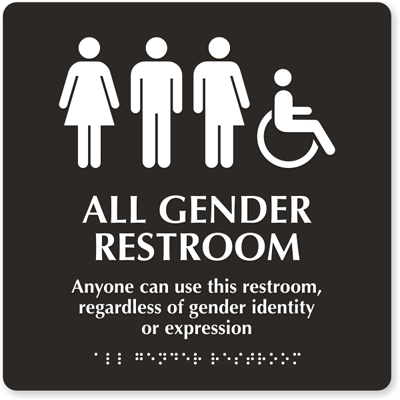 ALL GENDER
RESTROOM
Anyone can use this restroom,
regardless of gender identity
or expression
⠁⠇⠇ ⠛⠑⠝⠙⠑⠗ ⠗⠑⠎⠞⠗⠕⠕⠍